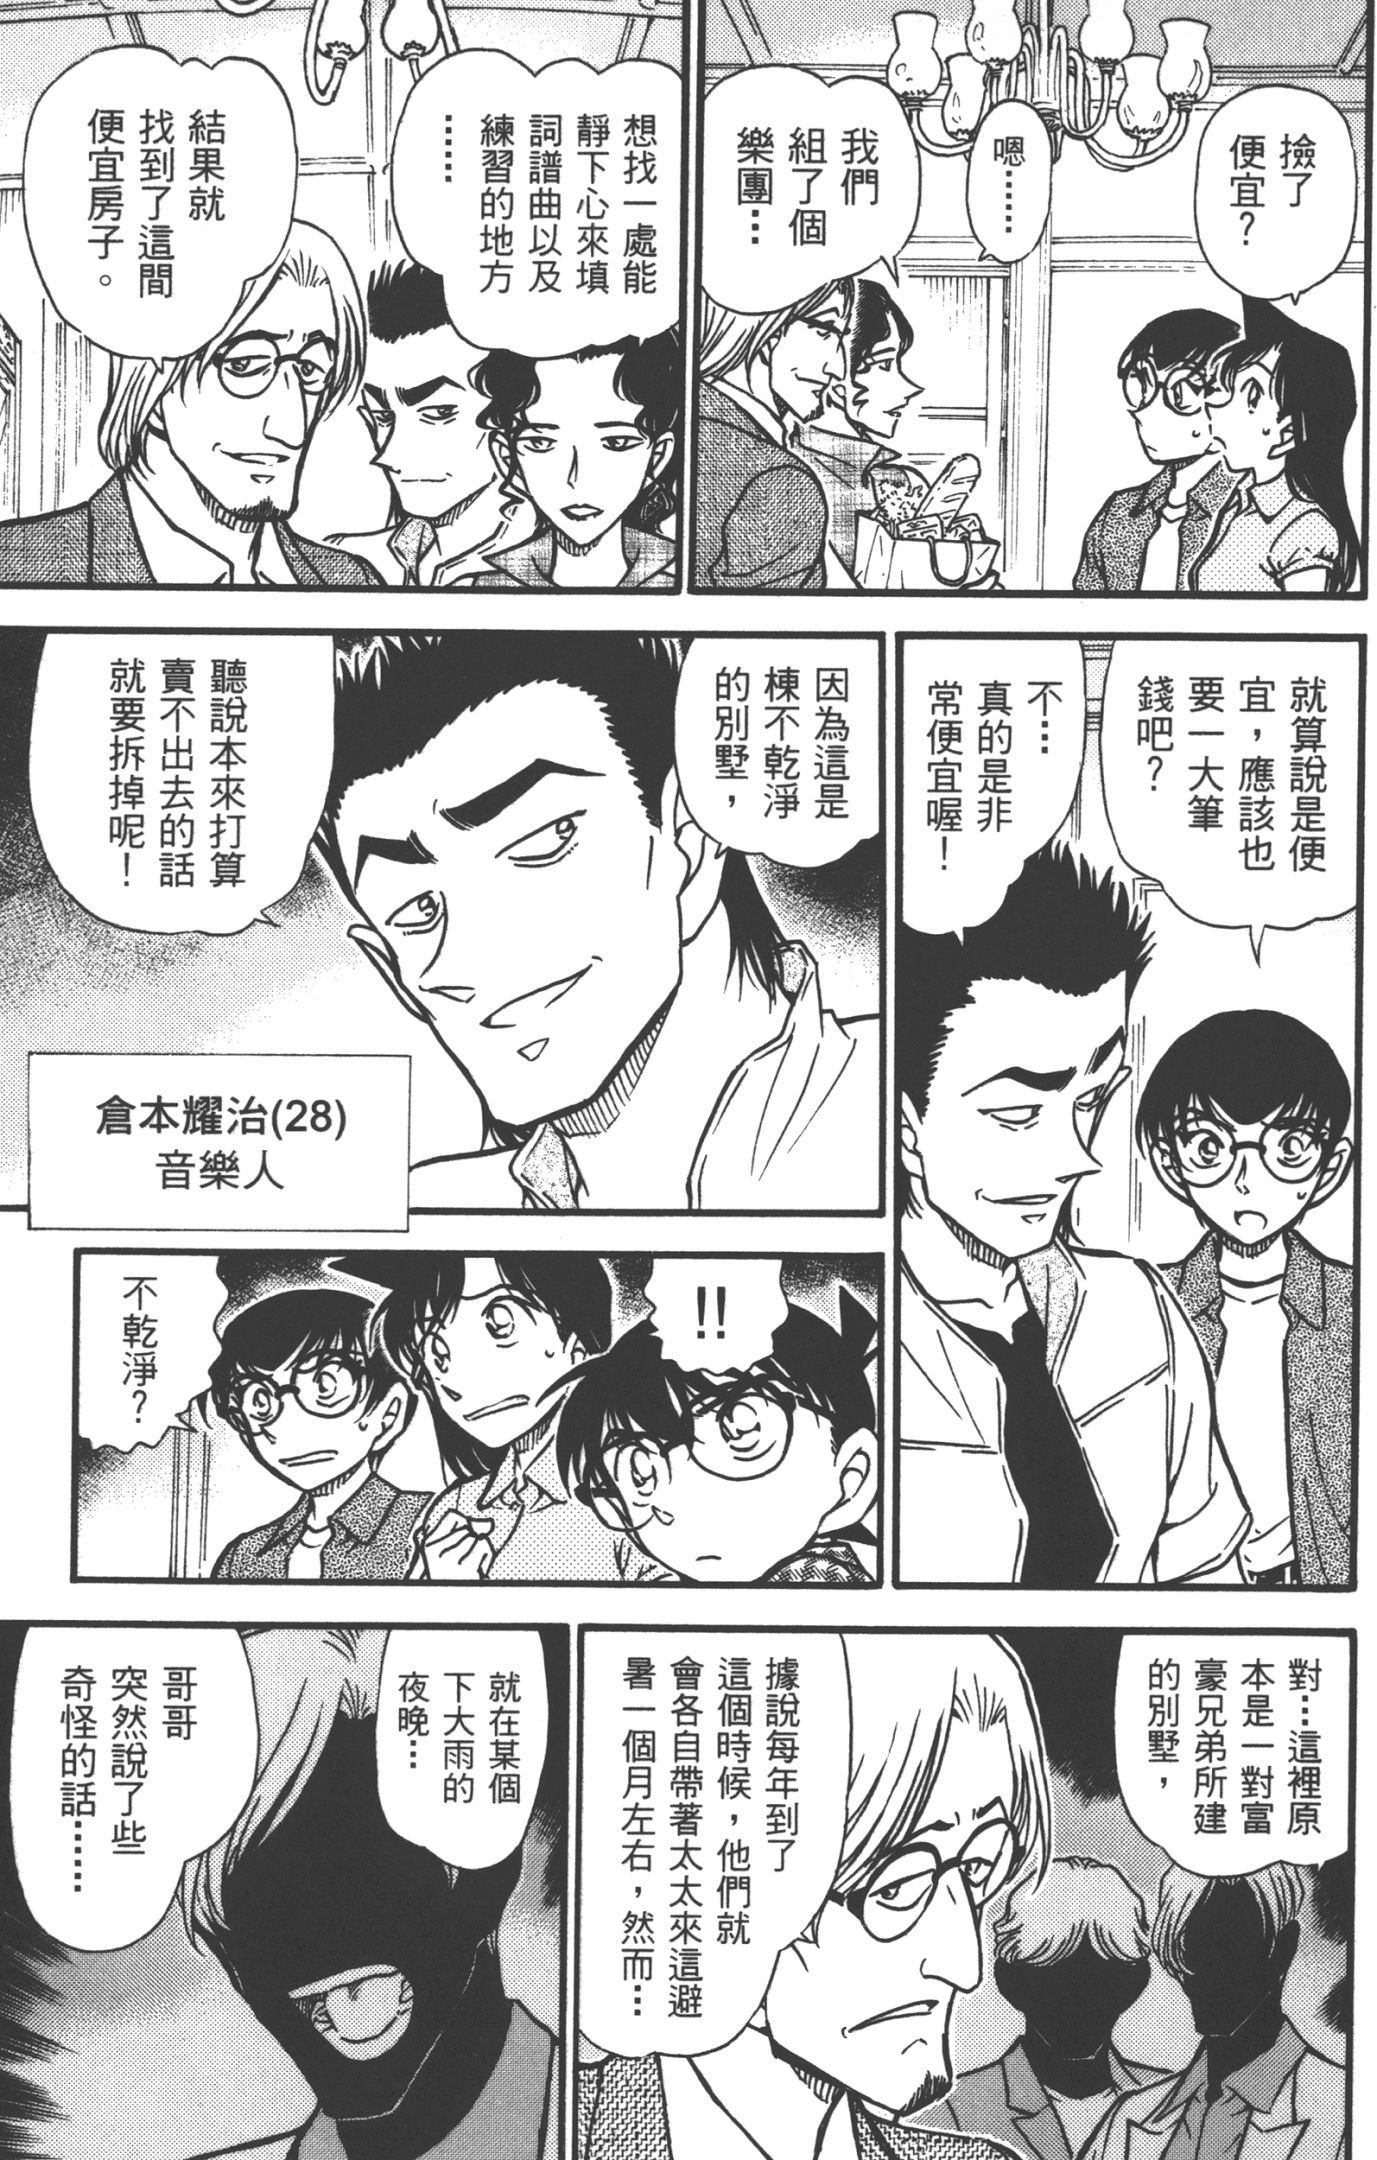 撿了
便宜?
嗯……
我們
組了個
樂團…
想找一處能
靜下心來填
詞譜曲以及
練習的地方
……
結果就
找到了這間
便宜房子。
就算說是便
宜，應該也
要一大筆
錢吧?
不…
真的是非
常便宜喔!
因為這是
棟不乾淨
的別墅，
聽說本來打算
賣不出去的話
就要拆掉呢!
倉本耀治(28)
音樂人
!!
不乾淨?
對…這裡原
本是一對富
豪兄弟所建
的別墅，
據說每年到了
這個時候，他們就
會各自帶著太太來這避
暑一個月左右，然而…
就在某個
下大雨的
夜晚…
哥哥
突然說了些
奇怪的話……